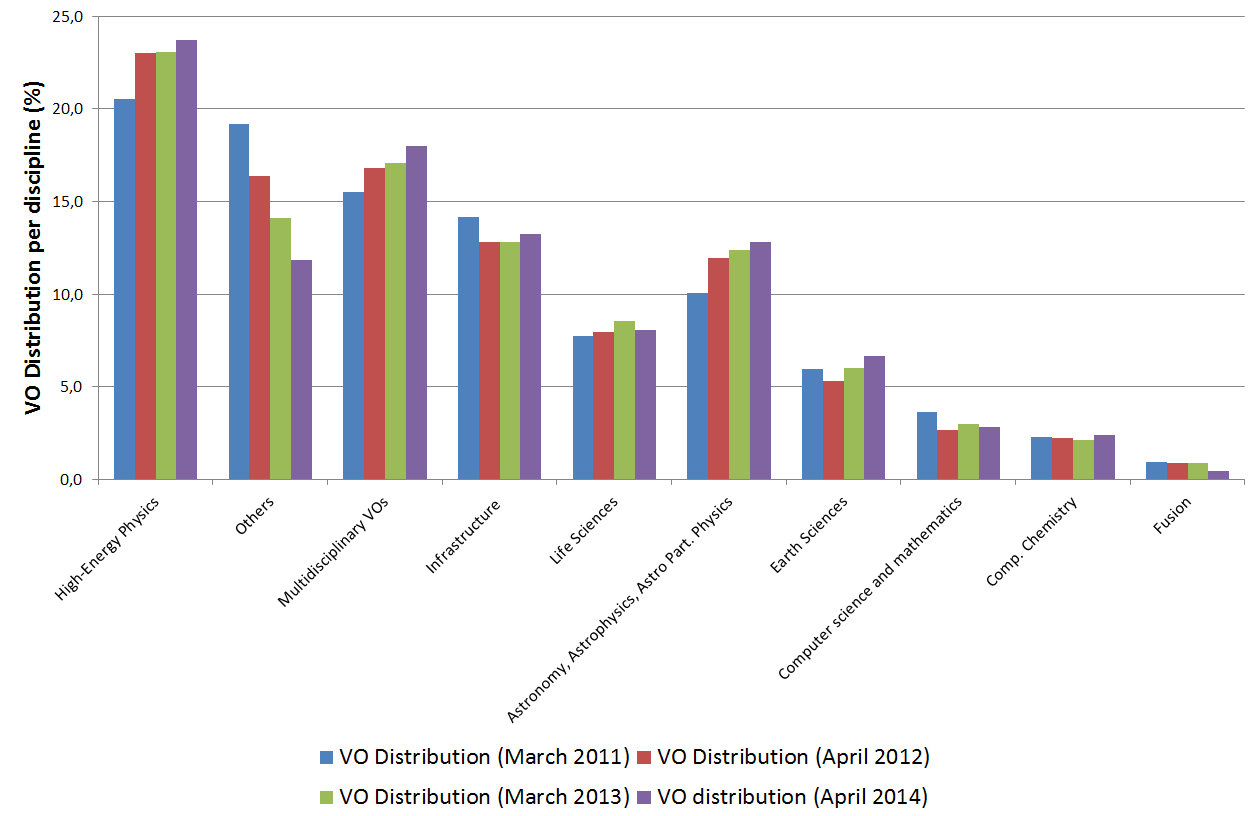 VO Distribution per discipline (%)
25,0
20,0
15,0
10,0
5,0
0,0
High-Energy Physics
Others
Multidisciplinary VOs
Infrastructure
Life Sciences
Astronomy, Astrophysics, Astro Part. Physics
Earth Sciences
Computer science and mathematics
Comp. Chemistry
Fusion
VO Distribution (March 2011) VO Distribution (April 2012)
VO Distribution (March 2013) VO distribution (April 2014)